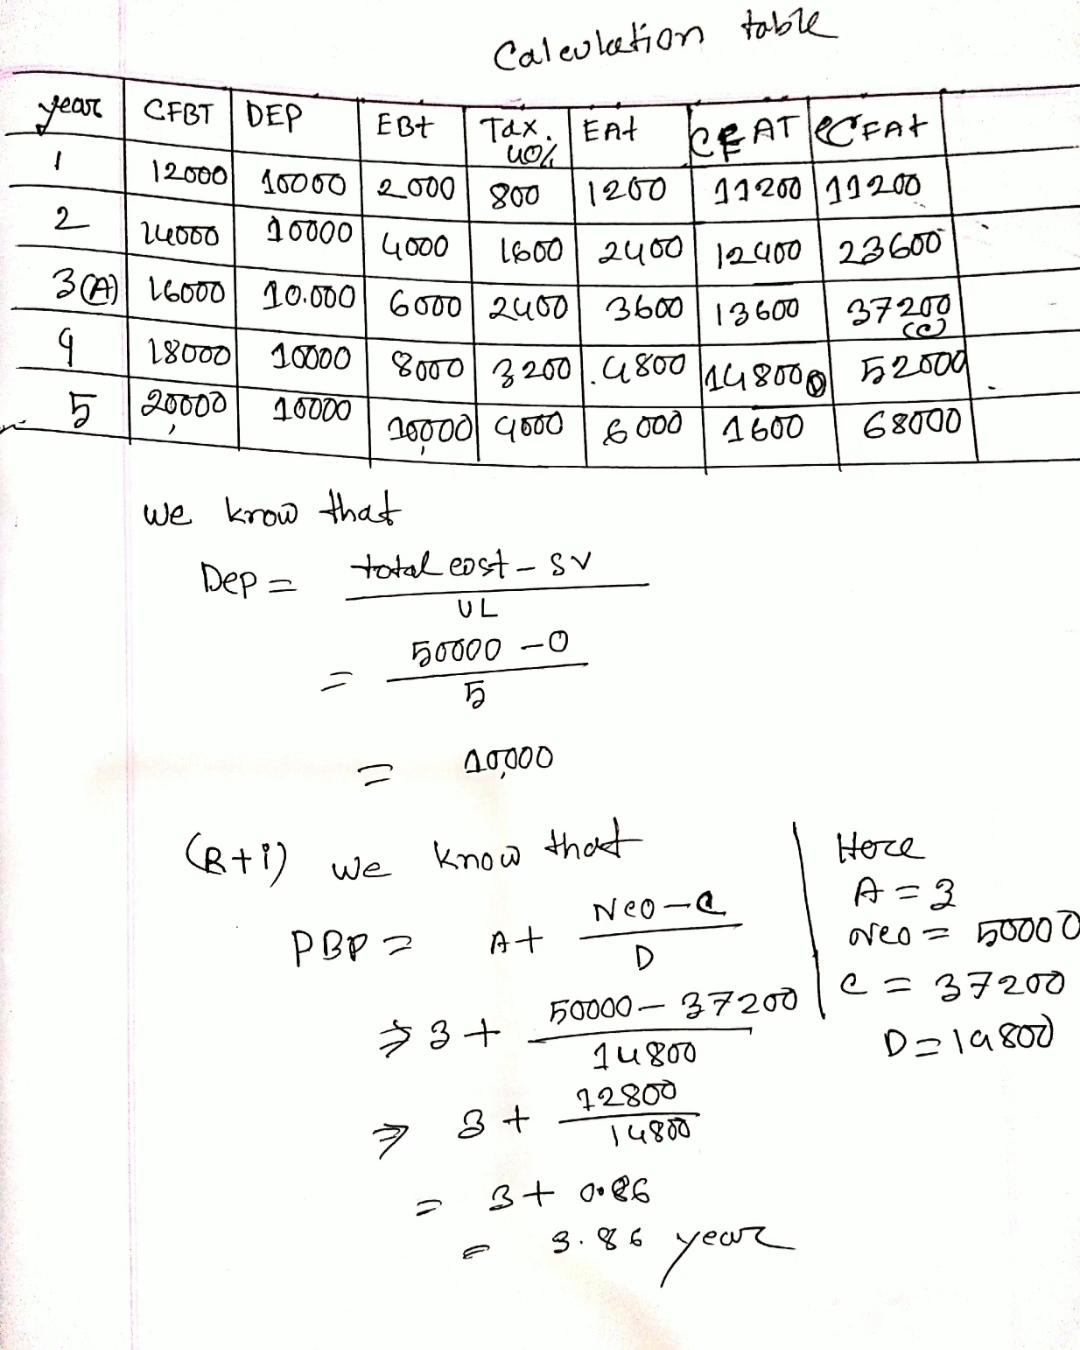 Calculation table
year CFBT DEP EBt Tax. 40% EAt CFAT CCFAt
1 12000 10000 2000 800 1200 11200 11200
2 14000 10000 4000 1600 2400 12400 23600
3(A) 16000 10.000 6000 2400 3600 13600 37200 (C)
4 18000 10000 8000 3200 4800 14800 D 52000
5 20000 10000 10,000 4000 6000 1600 68000
we know that
Dep = total cost - SV
UL
= 50000 - 0
5
= 10,000
(R+i) we know that
PBP = A + NCO - C
D
⇒ 3 + 50000 - 37200
14800
⇒ 3 + 12800
14800
= 3 + 0.86
= 3.86 year
Here
A = 3
NCO = 50000
C = 37200
D = 14800